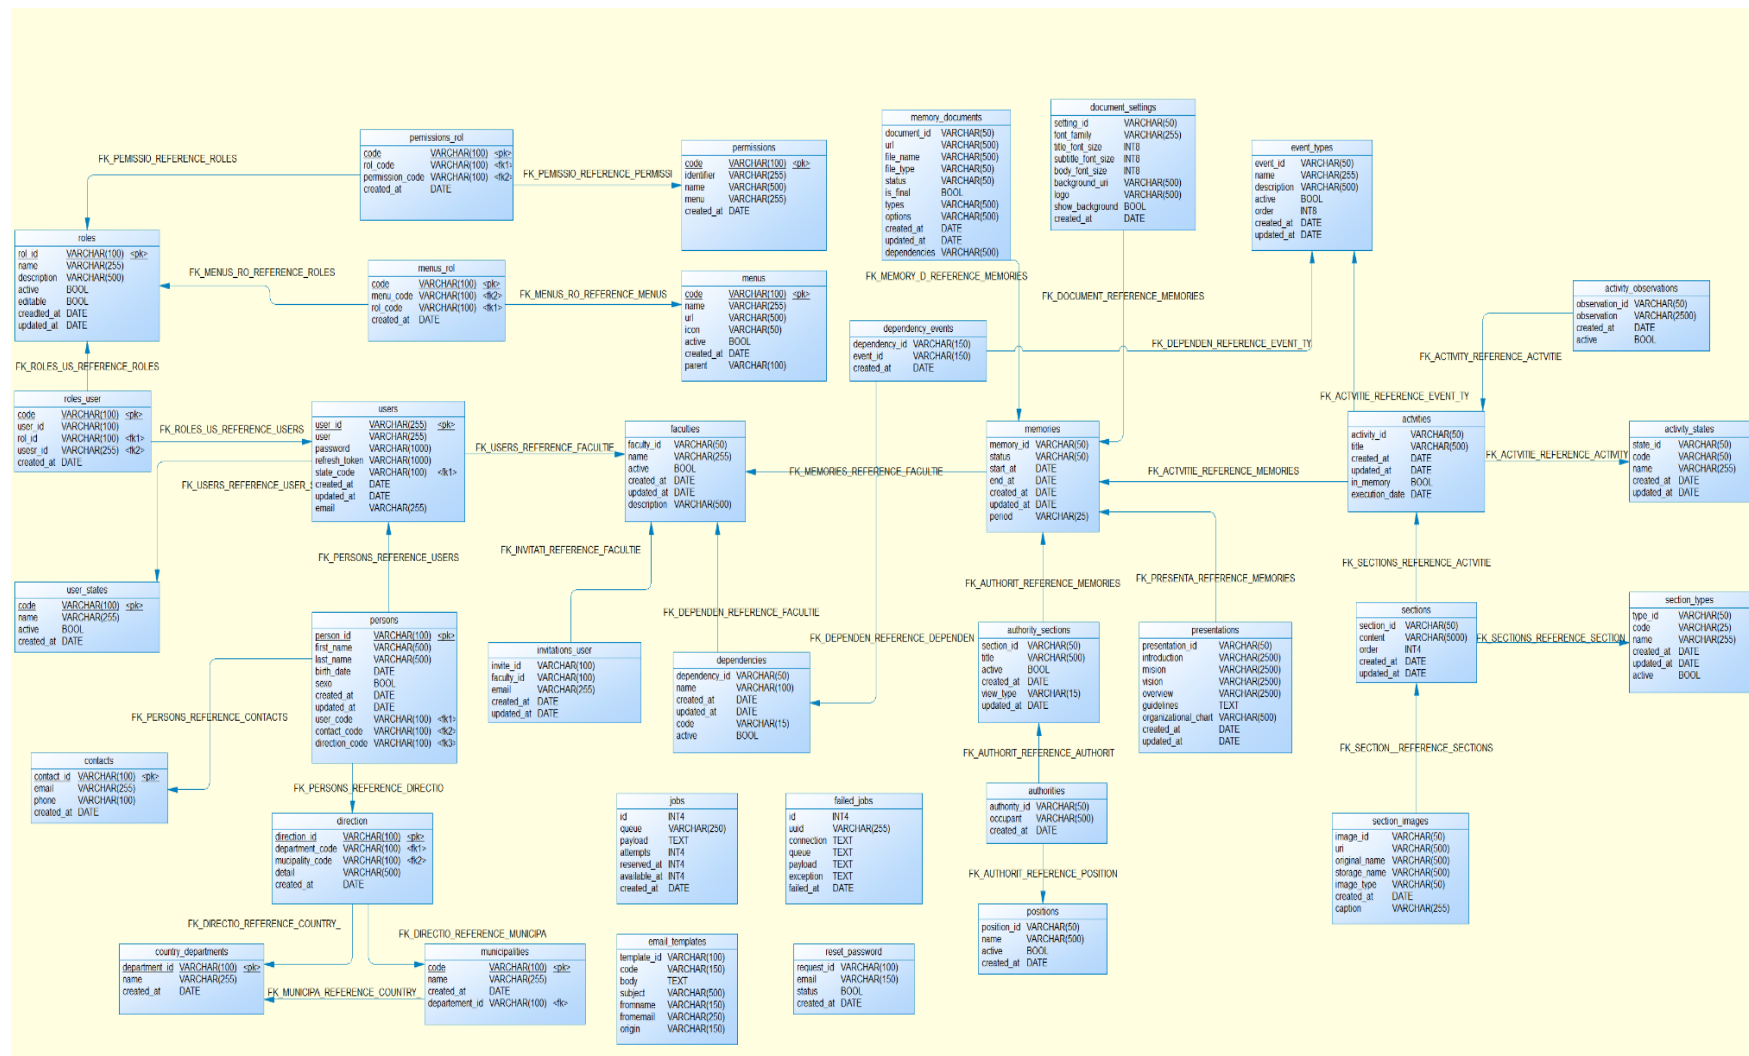 pemissions_rol
code VARCHAR(100) <pk>
rol_code VARCHAR(100) <fk1>
permission_code VARCHAR(100) <fk2>
created_at DATE
FK_PEMISSIO_REFERENCE_ROLES
FK_PEMISSIO_REFERENCE_PERMISSI
permissions
code VARCHAR(100) <pk>
identifier VARCHAR(255)
name VARCHAR(500)
menu VARCHAR(255)
created_at DATE
memory_documents
document_id VARCHAR(50)
url VARCHAR(500)
file_name VARCHAR(500)
file_type VARCHAR(50)
status VARCHAR(50)
is_final BOOL
types VARCHAR(500)
options VARCHAR(500)
created_at DATE
updated_at DATE
dependencies VARCHAR(500)
document_settings
setting_id VARCHAR(50)
font_family VARCHAR(255)
title_font_size INT8
subtitle_font_size INT8
body_font_size INT8
background_uri VARCHAR(500)
logo VARCHAR(500)
show_background BOOL
created_at DATE
event_types
event_id VARCHAR(50)
name VARCHAR(255)
description VARCHAR(500)
active BOOL
order INT8
created_at DATE
updated_at DATE
roles
rol_id VARCHAR(100) <pk>
name VARCHAR(255)
description VARCHAR(500)
active BOOL
editable BOOL
creadted_at DATE
updated_at DATE
FK_MENUS_RO_REFERENCE_ROLES
menus_rol
code VARCHAR(100) <pk>
menu_code VARCHAR(100) <fk2>
rol_code VARCHAR(100) <fk1>
created_at DATE
FK_MENUS_RO_REFERENCE_MENUS
menus
code VARCHAR(100) <pk>
name VARCHAR(255)
url VARCHAR(500)
icon VARCHAR(50)
active BOOL
created_at DATE
parent VARCHAR(100)
FK_MEMORY_D_REFERENCE_MEMORIES
FK_DOCUMENT_REFERENCE_MEMORIES
dependency_events
dependency_id VARCHAR(150)
event_id VARCHAR(150)
created_at DATE
FK_DEPENDEN_REFERENCE_EVENT_TY
activity_observations
observation_id VARCHAR(50)
observation VARCHAR(2500)
created_at DATE
active BOOL
FK_ACTIVITY_REFERENCE_ACTVITIE
FK_ROLES_US_REFERENCE_ROLES
roles_user
code VARCHAR(100) <pk>
user_id VARCHAR(100)
rol_id VARCHAR(100) <fk1>
usesr_id VARCHAR(255) <fk2>
created_at DATE
FK_ROLES_US_REFERENCE_USERS
FK_USERS_REFERENCE_USER_S
users
user_id VARCHAR(255) <pk>
user VARCHAR(255)
password VARCHAR(1000)
refresh_token VARCHAR(1000)
state_code VARCHAR(100) <fk1>
created_at DATE
updated_at DATE
email VARCHAR(255)
FK_USERS_REFERENCE_FACULTIE
faculties
faculty_id VARCHAR(50)
name VARCHAR(255)
active BOOL
created_at DATE
updated_at DATE
description VARCHAR(500)
FK_MEMORIES_REFERENCE_FACULTIE
memories
memory_id VARCHAR(50)
status VARCHAR(50)
start_at DATE
end_at DATE
created_at DATE
updated_at DATE
period VARCHAR(25)
FK_ACTVITIE_REFERENCE_EVENT_TY
FK_ACTVITIE_REFERENCE_MEMORIES
actvities
activity_id VARCHAR(50)
title VARCHAR(500)
created_at DATE
updated_at DATE
in_memory BOOL
execution_date DATE
FK_ACTVITIE_REFERENCE_ACTIVITY
activity_states
state_id VARCHAR(50)
code VARCHAR(50)
name VARCHAR(255)
created_at DATE
updated_at DATE
FK_PERSONS_REFERENCE_USERS
FK_INVITATI_REFERENCE_FACULTIE
FK_DEPENDEN_REFERENCE_FACULTIE
FK_DEPENDEN_REFERENCE_DEPENDEN
FK_AUTHORIT_REFERENCE_MEMORIES
FK_PRESENTA_REFERENCE_MEMORIES
FK_SECTIONS_REFERENCE_ACTVITIE
user_states
code VARCHAR(100) <pk>
name VARCHAR(255)
active BOOL
created_at DATE
persons
person_id VARCHAR(100) <pk>
first_name VARCHAR(500)
last_name VARCHAR(500)
birth_date DATE
sexo BOOL
created_at DATE
updated_at DATE
user_code VARCHAR(100) <fk1>
contact_code VARCHAR(100) <fk2>
direction_code VARCHAR(100) <fk3>
invitations_user
invite_id VARCHAR(100)
faculty_id VARCHAR(100)
email VARCHAR(255)
created_at DATE
updated_at DATE
dependencies
dependency_id VARCHAR(50)
name VARCHAR(100)
created_at DATE
updated_at DATE
code VARCHAR(15)
active BOOL
authority_sections
section_id VARCHAR(50)
title VARCHAR(500)
active BOOL
created_at DATE
view_type VARCHAR(15)
updated_at DATE
presentations
presentation_id VARCHAR(50)
introduction VARCHAR(2500)
mision VARCHAR(2500)
vision VARCHAR(2500)
overview VARCHAR(2500)
guidelines TEXT
organizational_chart VARCHAR(500)
created_at DATE
updated_at DATE
sections
section_id VARCHAR(50)
content VARCHAR(5000)
order INT4
created_at DATE
updated_at DATE
FK_SECTIONS_REFERENCE_SECTION_
section_types
type_id VARCHAR(50)
code VARCHAR(25)
name VARCHAR(255)
created_at DATE
updated_at DATE
active BOOL
FK_PERSONS_REFERENCE_CONTACTS
contacts
contact_id VARCHAR(100) <pk>
email VARCHAR(255)
phone VARCHAR(100)
created_at DATE
FK_PERSONS_REFERENCE_DIRECTIO
direction
direction_id VARCHAR(100) <pk>
department_code VARCHAR(100) <fk1>
mucipality_code VARCHAR(100) <fk2>
detail VARCHAR(500)
created_at DATE
jobs
id INT4
queue VARCHAR(250)
payload TEXT
attempts INT4
reserved_at INT4
available_at INT4
created_at DATE
failed_jobs
id INT4
uuid VARCHAR(255)
connection TEXT
queue TEXT
payload TEXT
exception TEXT
failed_at DATE
FK_AUTHORIT_REFERENCE_AUTHORIT
authorities
authority_id VARCHAR(50)
occupant VARCHAR(500)
created_at DATE
FK_AUTHORIT_REFERENCE_POSITION
positions
position_id VARCHAR(50)
name VARCHAR(500)
active BOOL
created_at DATE
FK_SECTION__REFERENCE_SECTIONS
section_images
image_id VARCHAR(50)
uri VARCHAR(500)
original_name VARCHAR(500)
storage_name VARCHAR(500)
image_type VARCHAR(50)
created_at DATE
caption VARCHAR(255)
FK_DIRECTIO_REFERENCE_COUNTRY_
FK_DIRECTIO_REFERENCE_MUNICIPA
country_departments
department_id VARCHAR(100) <pk>
name VARCHAR(255)
created_at DATE
FK_MUNICIPA_REFERENCE_COUNTRY_
municipalities
code VARCHAR(100) <pk>
name VARCHAR(255)
created_at DATE
departement_id VARCHAR(100) <fk>
email_templates
template_id VARCHAR(100)
code VARCHAR(150)
body TEXT
subject VARCHAR(500)
fromname VARCHAR(150)
fromemail VARCHAR(250)
origin VARCHAR(150)
reset_password
request_id VARCHAR(100)
email VARCHAR(150)
status BOOL
created_at DATE